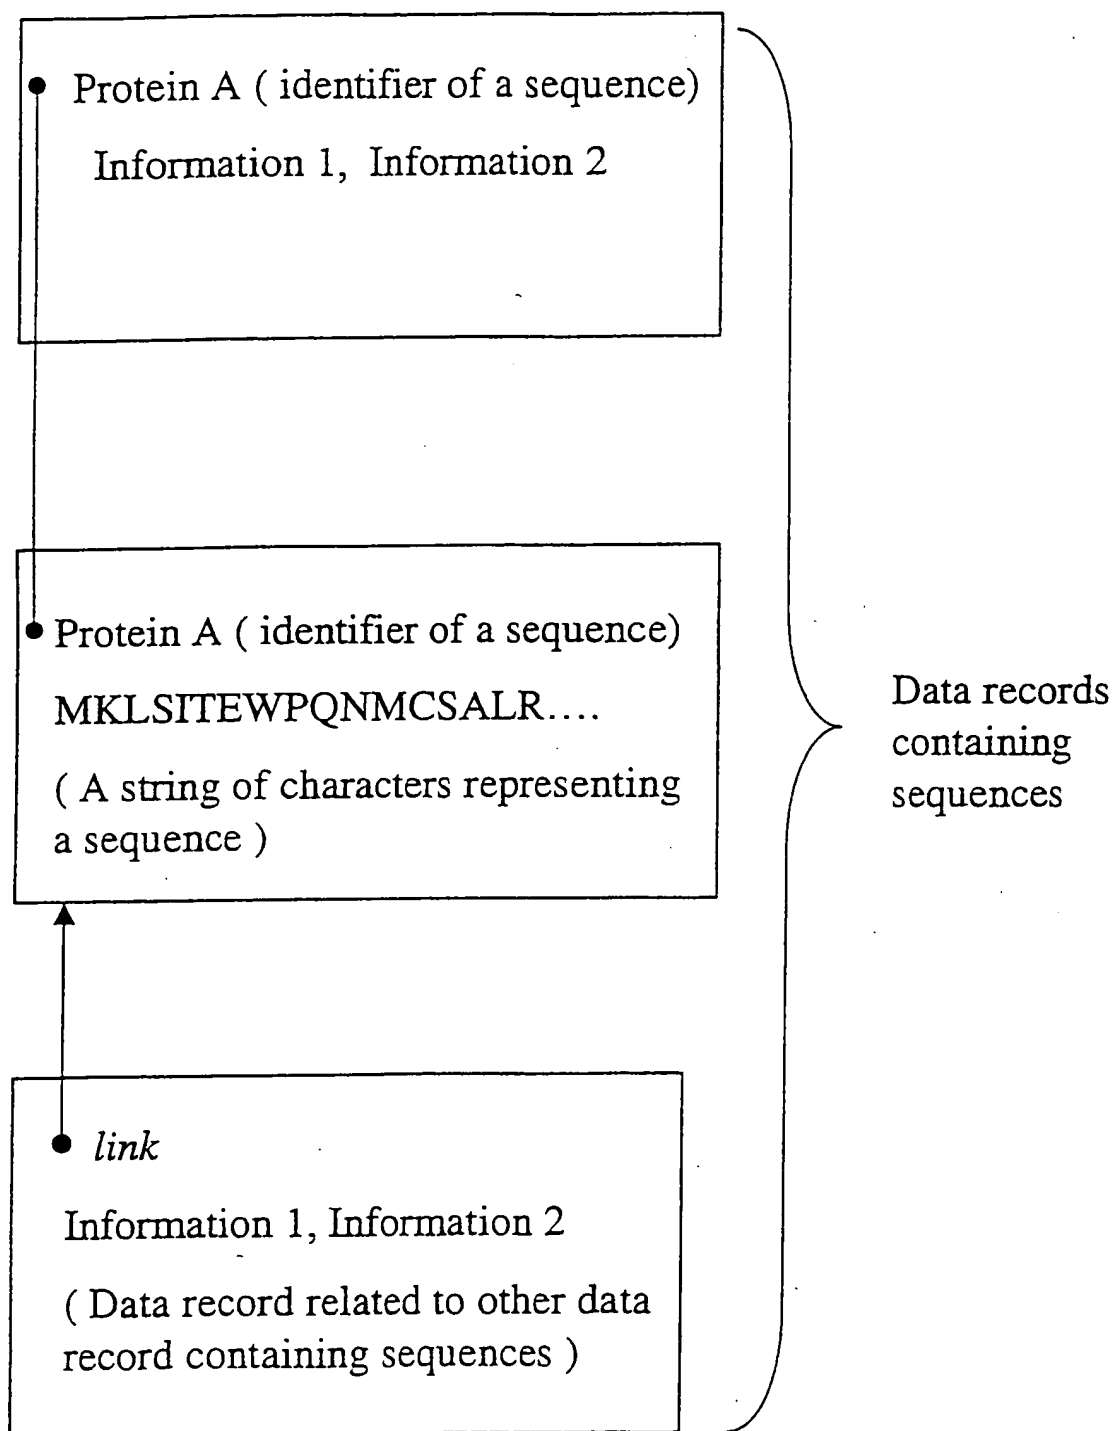 Protein A ( identifier of a sequence)
Information 1, Information 2
Protein A ( identifier of a sequence)
MKLSITEWPQNMCSALR....
( A string of characters representing
a sequence )
link
Information 1, Information 2
( Data record related to other data
record containing sequences )
Data records
containing
sequences